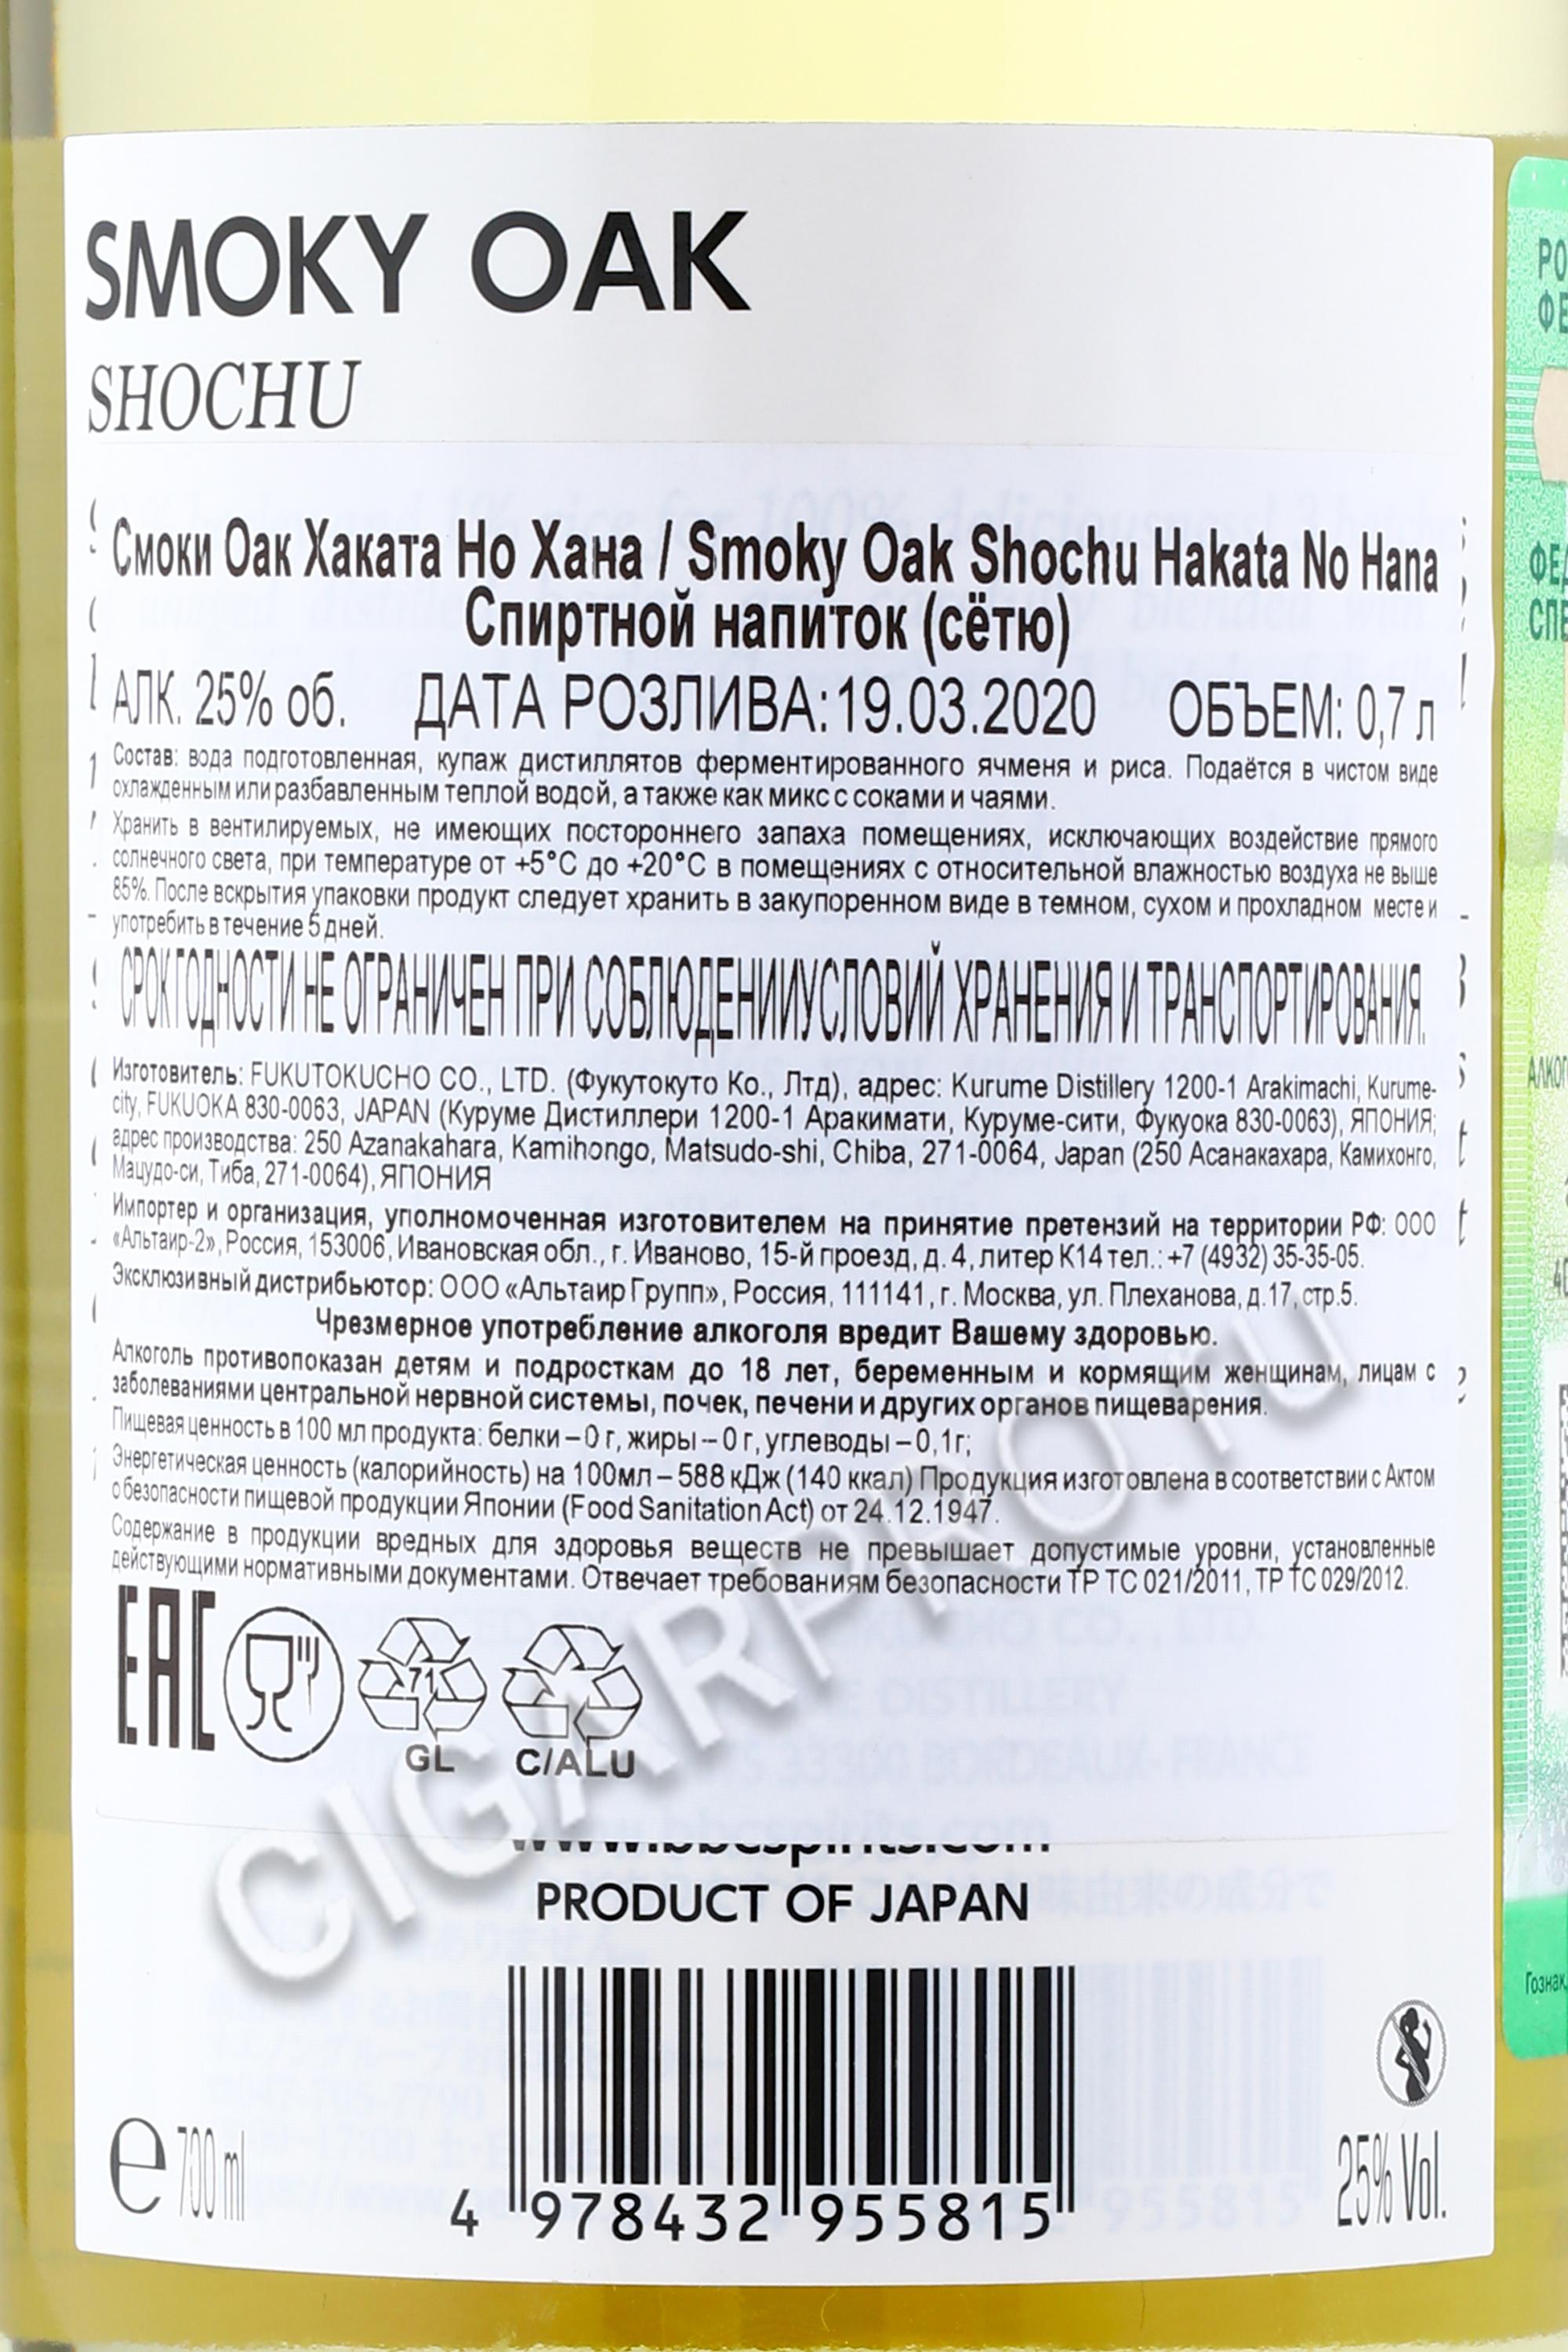 SMOKY OAK
SHOCHU
Смоки Оак Хаката Но Хана / Smoky Oak Shochu Hakata No Hana
Спиртной напиток (сётю)
АЛК. 25% об. ДАТА РОЗЛИВА:19.03.2020 ОБЪЕМ: 0,7 л
Состав: вода подготовленная, купаж дистиллятов ферментированного ячменя и риса. Подаётся в чистом виде
охлажденным или разбавленным теплой водой, а также как микс с соками и чаями.
Хранить в вентилируемых, не имеющих постороннего запаха помещениях, исключающих воздействие прямого
солнечного света, при температуре от +5°C до +20°C в помещениях с относительной влажностью воздуха не выше
85%. После вскрытия упаковки продукт следует хранить в закупоренном виде в темном, сухом и прохладном месте и
употребить в течение 5 дней.
СРОК ГОДНОСТИ НЕ ОГРАНИЧЕН ПРИ СОБЛЮДЕНИИ УСЛОВИЙ ХРАНЕНИЯ И ТРАНСПОРТИРОВАНИЯ.
Изготовитель: FUKUTOKUCHO CO., LTD. (Фукутокуто Ко., Лтд), адрес: Kurume Distillery 1200-1 Arakimachi, Kurume-
city, FUKUOKA 830-0063, JAPAN (Куруме Дистиллери 1200-1 Аракимати, Куруме-сити, Фукуока 830-0063), ЯПОНИЯ;
адрес производства: 250 Azanakahara, Kamihongo, Matsudo-shi, Chiba, 271-0064, Japan (250 Асанакахара, Камихонго,
Мацудо-си, Тиба, 271-0064), ЯПОНИЯ
Импортер и организация, уполномоченная изготовителем на принятие претензий на территории РФ: ООО
«Альтаир-2», Россия, 153006, Ивановская обл., г. Иваново, 15-й проезд, д. 4, литер К14 тел.: +7 (4932) 35-35-05.
Эксклюзивный дистрибьютор: ООО «Альтаир Групп», Россия, 111141, г. Москва, ул. Плеханова, д.17, стр.5.
Чрезмерное употребление алкоголя вредит Вашему здоровью.
Алкоголь противопоказан детям и подросткам до 18 лет, беременным и кормящим женщинам, лицам с
заболеваниями центральной нервной системы, почек, печени и других органов пищеварения.
Пищевая ценность в 100 мл продукта: белки – 0 г, жиры – 0 г, углеводы – 0,1г;
Энергетическая ценность (калорийность) на 100мл – 588 кДж (140 ккал) Продукция изготовлена в соответствии с Актом
о безопасности пищевой продукции Японии (Food Sanitation Act) от 24.12.1947.
Содержание в продукции вредных для здоровья веществ не превышает допустимые уровни, установленные
действующими нормативными документами. Отвечает требованиям безопасности ТР ТС 021/2011, ТР ТС 029/2012.
EAC
71
GL C/ALU
CIGARPRO.ru
www.bbcspirits.com
PRODUCT OF JAPAN
4 978432 955815
e 700 ml
25% Vol.
Гознак